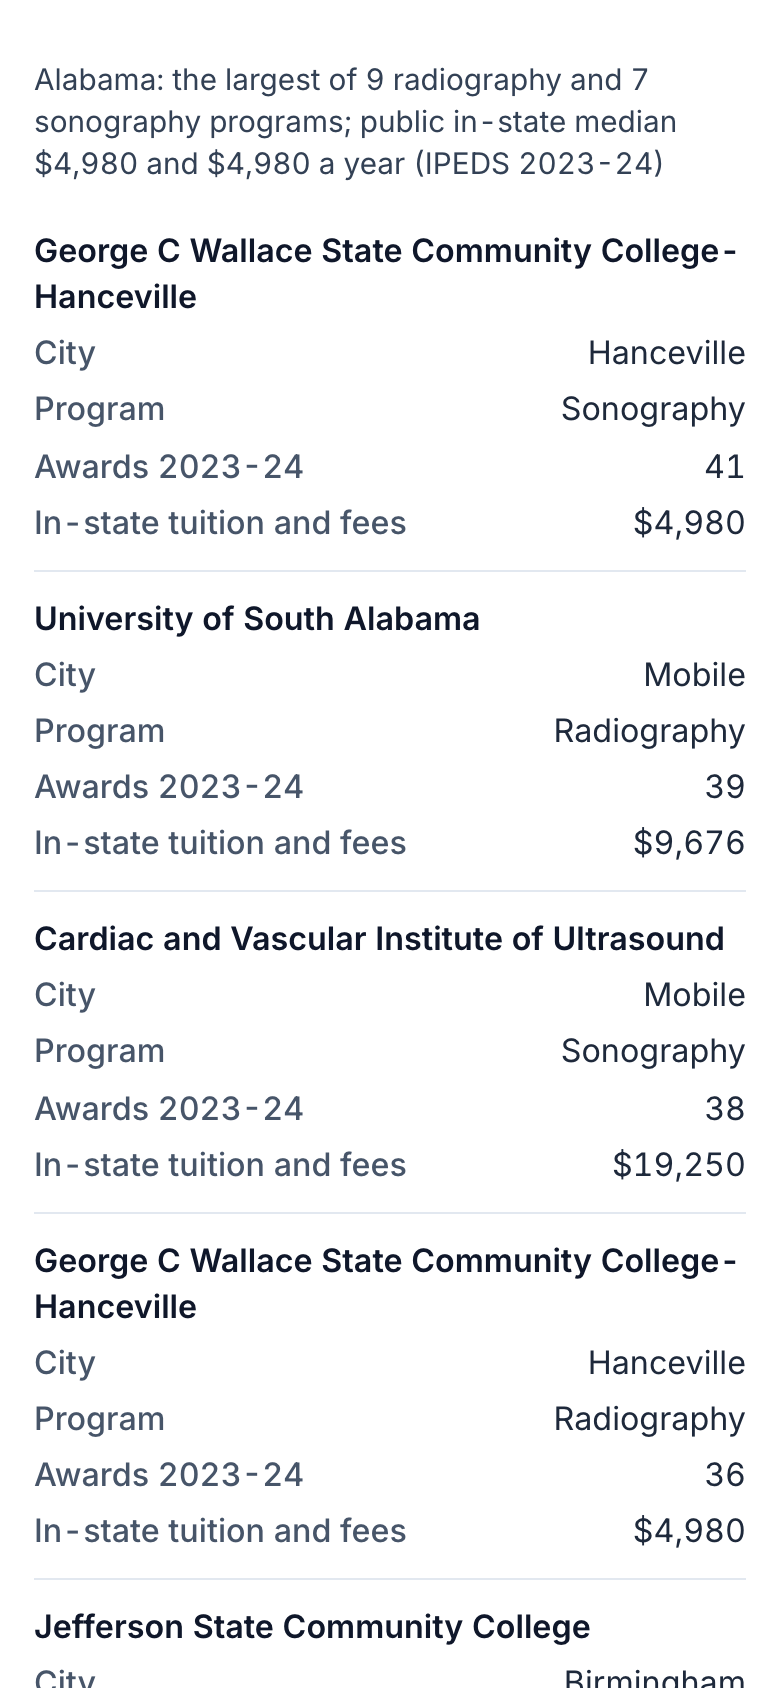 Alabama: the largest of 9 radiography and 7
sonography programs; public in-state median
$4,980 and $4,980 a year (IPEDS 2023-24)
George C Wallace State Community College-
Hanceville
City Hanceville
Program Sonography
Awards 2023-24 41
In-state tuition and fees $4,980
University of South Alabama
City Mobile
Program Radiography
Awards 2023-24 39
In-state tuition and fees $9,676
Cardiac and Vascular Institute of Ultrasound
City Mobile
Program Sonography
Awards 2023-24 38
In-state tuition and fees $19,250
George C Wallace State Community College-
Hanceville
City Hanceville
Program Radiography
Awards 2023-24 36
In-state tuition and fees $4,980
Jefferson State Community College
City Birmingham